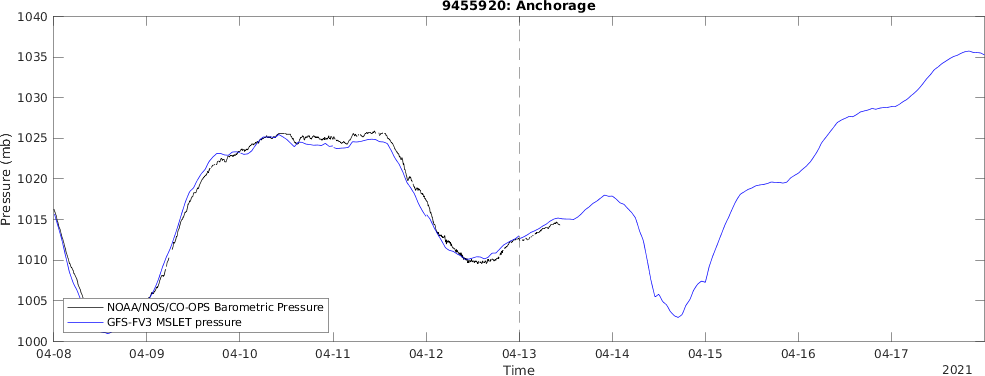 9455920: Anchorage
1040
1035
1030
1025
1020
1015
1010
1005
1000
Pressure (mb)
NOAA/NOS/CO-OPS Barometric Pressure
GFS-FV3 MSLET pressure
04-08 04-09 04-10 04-11 04-12 04-13 04-14 04-15 04-16 04-17
Time
2021